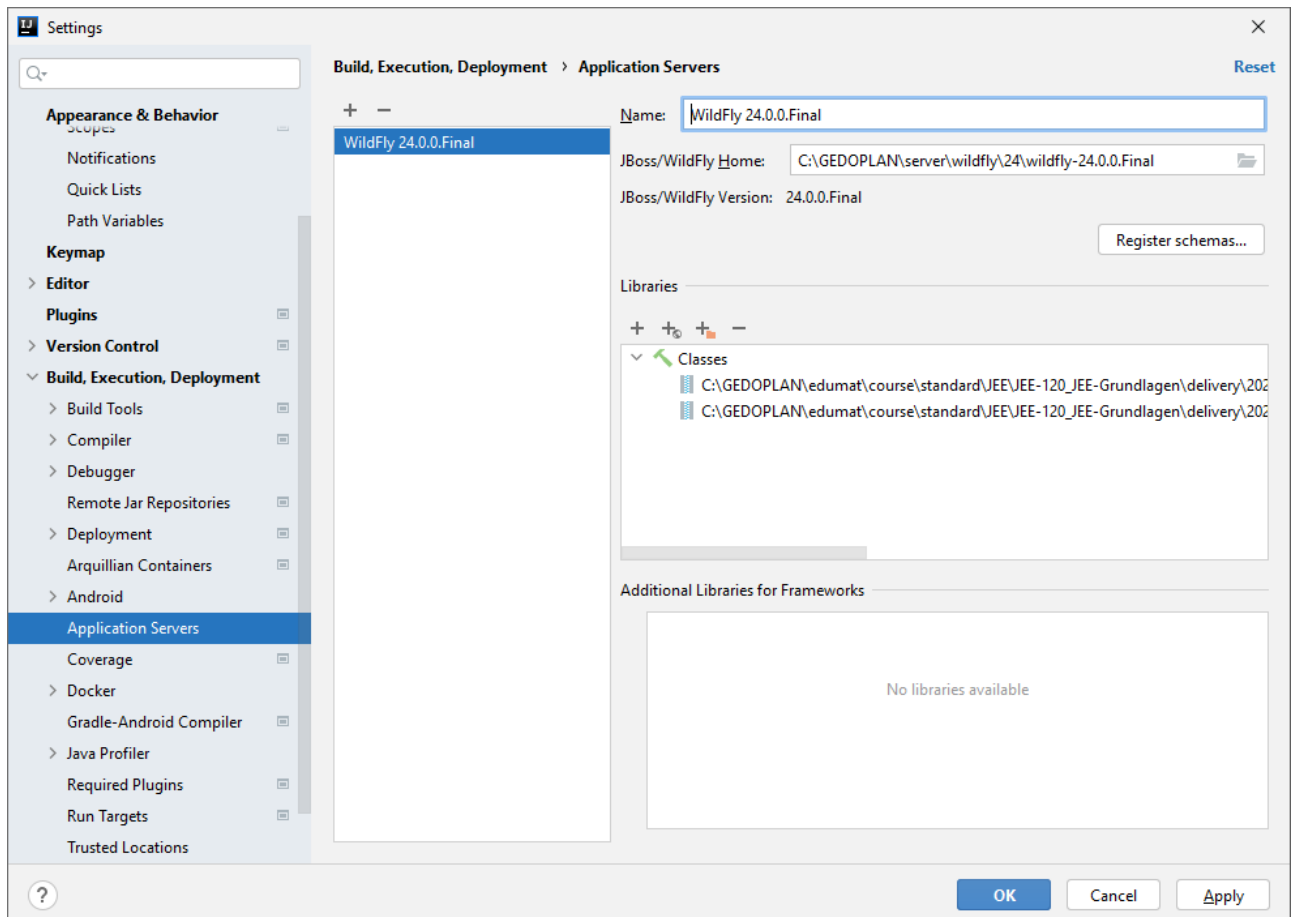 Settings
Build, Execution, Deployment › Application Servers
Reset
Appearance & Behavior
Scopes
Notifications
Quick Lists
Path Variables
Keymap
Editor
Plugins
Version Control
Build, Execution, Deployment
Build Tools
Compiler
Debugger
Remote Jar Repositories
Deployment
Arquillian Containers
Android
Application Servers
Coverage
Docker
Gradle-Android Compiler
Java Profiler
Required Plugins
Run Targets
Trusted Locations
WildFly 24.0.0.Final
Name: WildFly 24.0.0.Final
JBoss/WildFly Home: C:\GEDOPLAN\server\wildfly\24\wildfly-24.0.0.Final
JBoss/WildFly Version: 24.0.0.Final
Register schemas...
Libraries
Classes
C:\GEDOPLAN\edumat\course\standard\JEE\JEE-120_JEE-Grundlagen\delivery\202
C:\GEDOPLAN\edumat\course\standard\JEE\JEE-120_JEE-Grundlagen\delivery\202
Additional Libraries for Frameworks
No libraries available
?
OK
Cancel
Apply